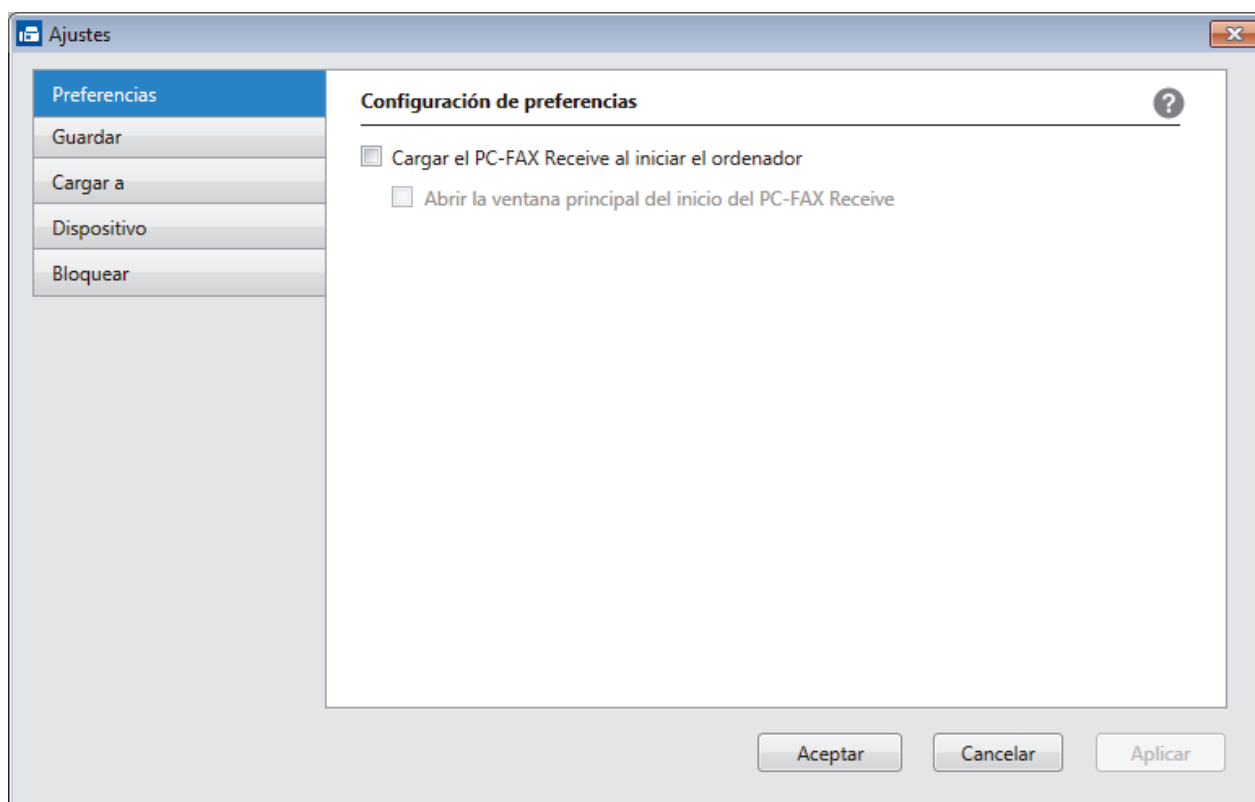 Ajustes
Preferencias
Guardar
Cargar a
Dispositivo
Bloquear
Configuración de preferencias
?
Cargar el PC-FAX Receive al iniciar el ordenador
Abrir la ventana principal del inicio del PC-FAX Receive
Aceptar
Cancelar
Aplicar